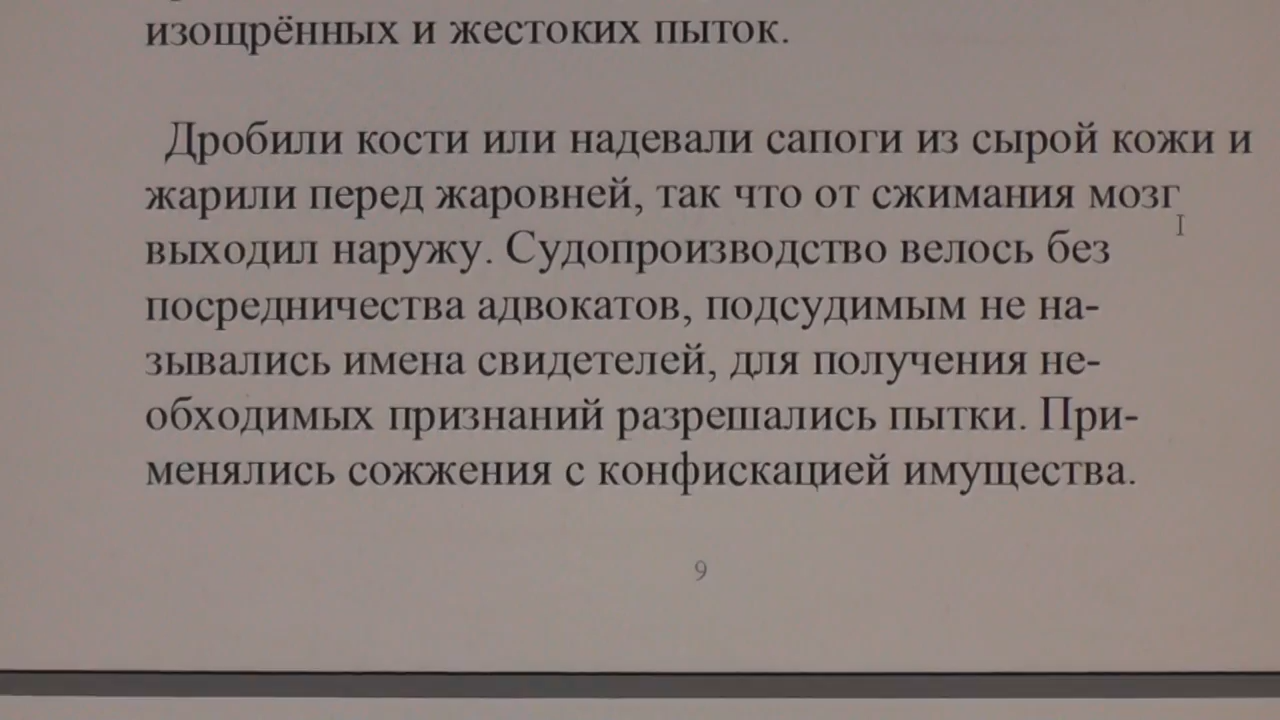 изощрённых и жестоких пыток.
Дробили кости или надевали сапоги из сырой кожи и
жарили перед жаровней, так что от сжимания мозг
выходил наружу. Судопроизводство велось без
посредничества адвокатов, подсудимым не на-
зывались имена свидетелей, для получения не-
обходимых признаний разрешались пытки. При-
менялись сожжения с конфискацией имущества.
9